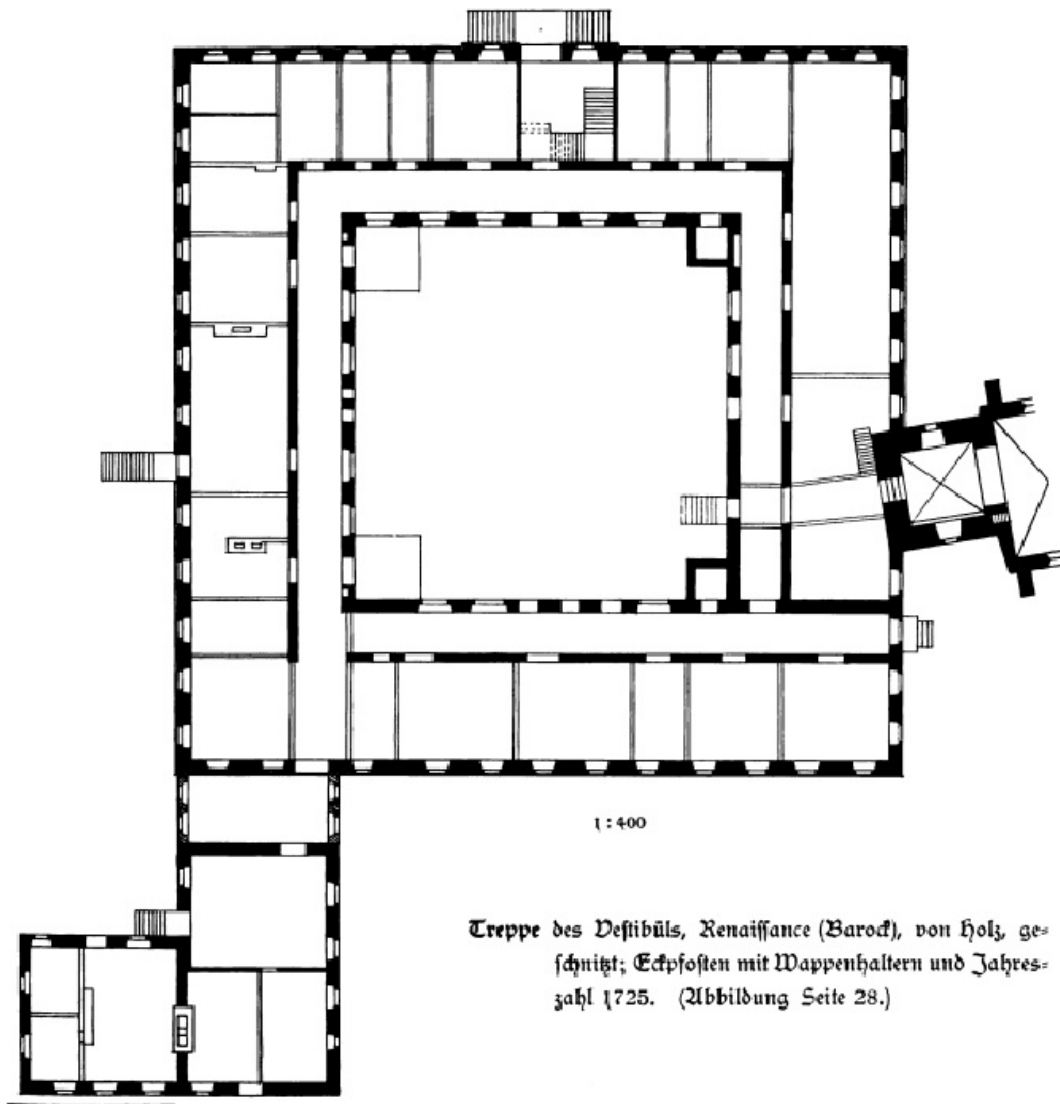 1:400
Treppe des Vestibüls, Renaissance (Barock), von Holz, ge⸗
schnitzt; Eckpfosten mit Wappenhaltern und Jahres⸗
zahl 1725. (Abbildung Seite 28.)